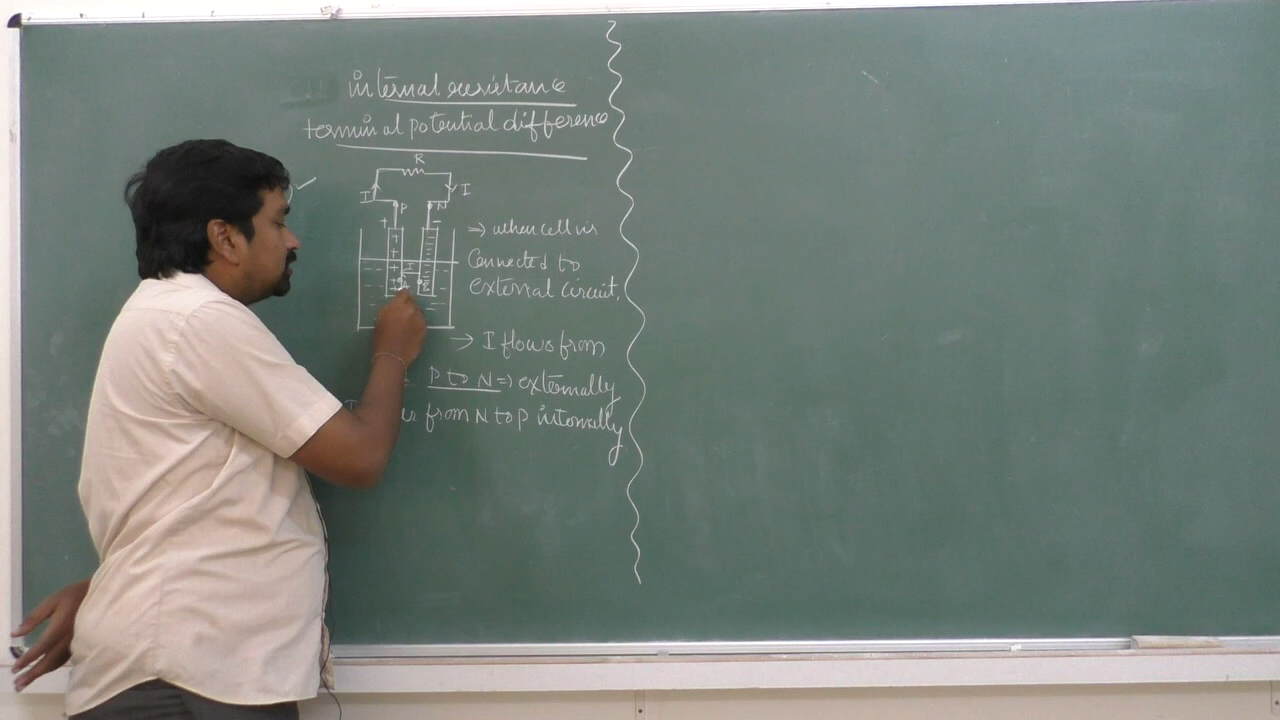 internal resistance
terminal potential difference
R
I
I
P
N
+
-
I
⇒ when cell is
Connected to
external circuit.
→ I flows from
P to N ⇒ externally
I from N to P internally